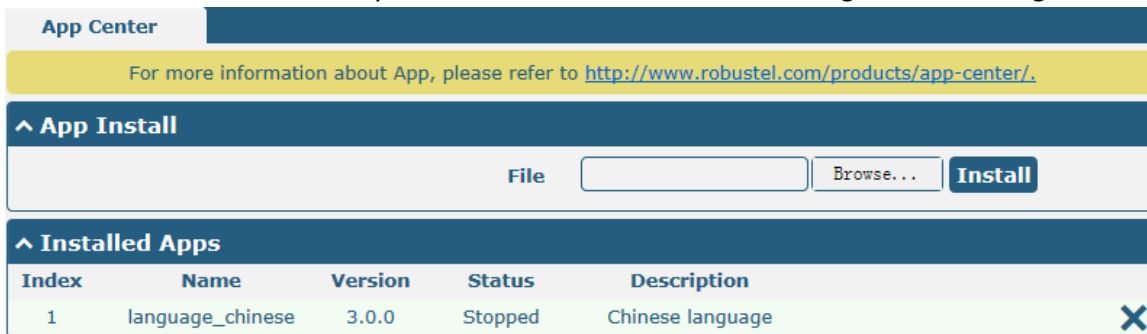 App Center
For more information about App, please refer to http://www.robustel.com/products/app-center/.
App Install
File Browse... Install
Installed Apps
Index Name Version Status Description
1 language_chinese 3.0.0 Stopped Chinese language